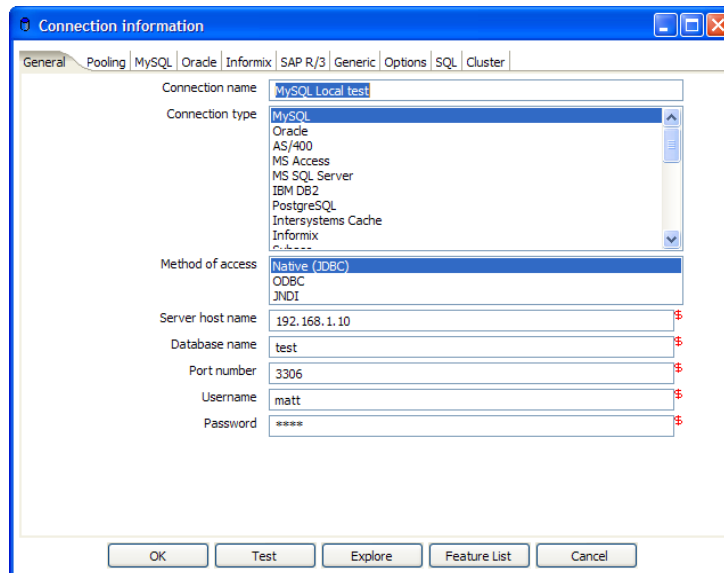 Connection information
General Pooling MySQL Oracle Informix SAP R/3 Generic Options SQL Cluster
Connection name MySQL Local test
Connection type MySQL
Oracle
AS/400
MS Access
MS SQL Server
IBM DB2
PostgreSQL
Intersystems Cache
Informix
Method of access Native (JDBC)
ODBC
JNDI
Server host name 192.168.1.10 $
Database name test $
Port number 3306 $
Username matt $
Password **** $
OK Test Explore Feature List Cancel